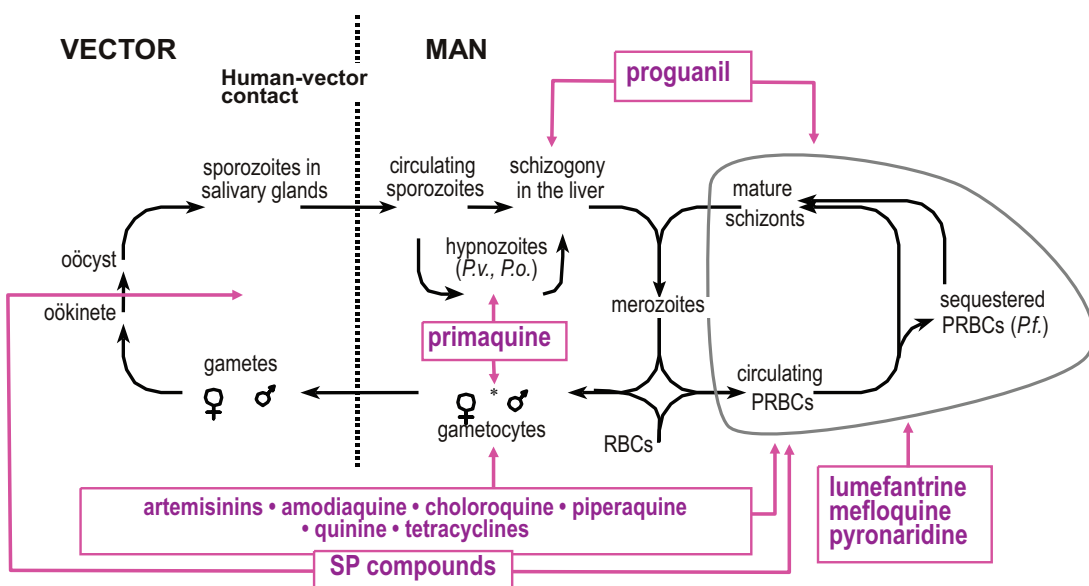 VECTOR
MAN
Human-vector
contact
proguanil
sporozoites in
salivary glands
circulating
sporozoites
schizogony
in the liver
mature
schizonts
oöcyst
hypnozoites
(P.v., P.o.)
oökinete
merozoites
sequestered
PRBCs (P.f.)
primaquine
gametes
♀ ♂
♀ * ♂
gametocytes
circulating
PRBCs
RBCs
artemisinins • amodiaquine • choloroquine • piperaquine
• quinine • tetracyclines
SP compounds
lumefantrine
mefloquine
pyronaridine